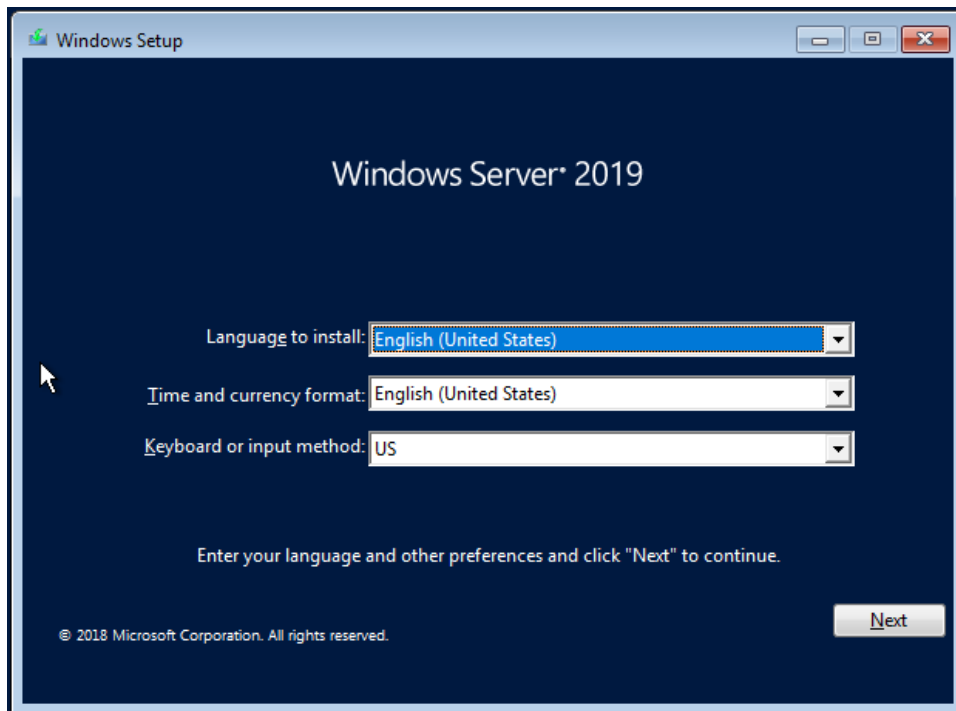 Windows Setup
Windows Server® 2019
Language to install: English (United States)
Time and currency format: English (United States)
Keyboard or input method: US
Enter your language and other preferences and click "Next" to continue.
© 2018 Microsoft Corporation. All rights reserved.
Next